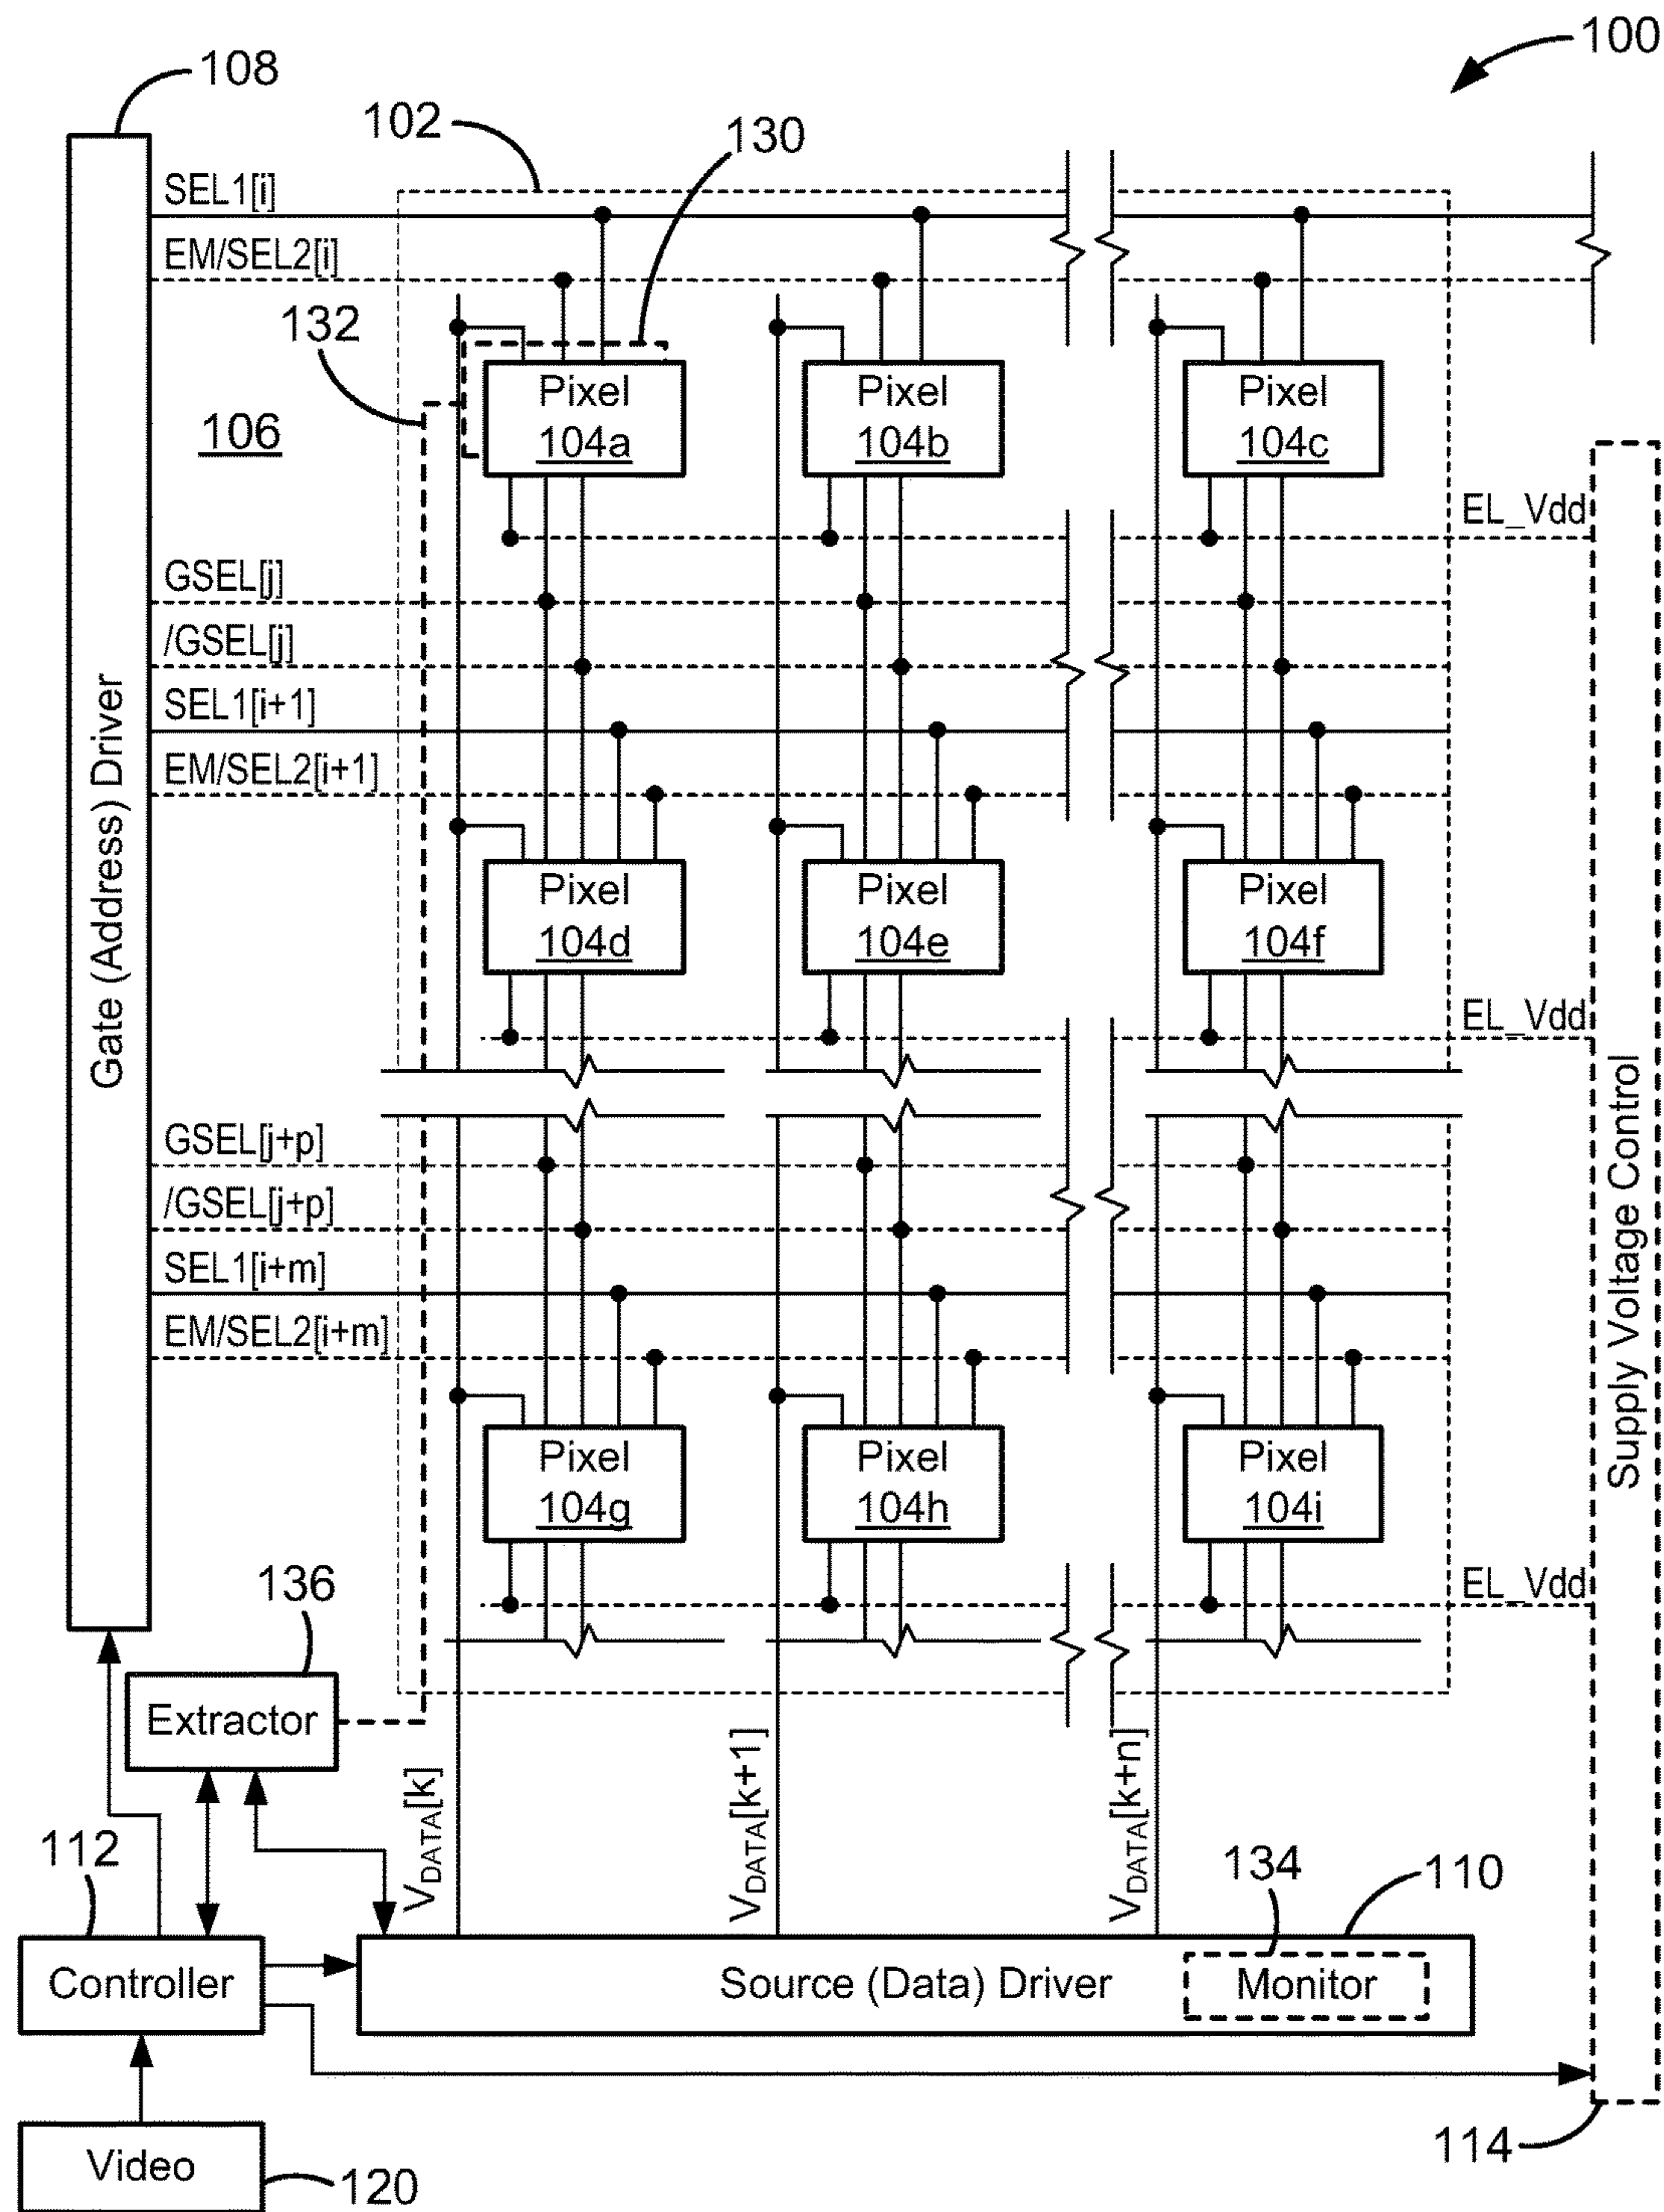 100
108
102
130
SEL1[i]
EM/SEL2[i]
132
106
Pixel
104a
Pixel
104b
Pixel
104c
EL_Vdd
GSEL[j]
/GSEL[j]
SEL1[i+1]
EM/SEL2[i+1]
Gate (Address) Driver
Pixel
104d
Pixel
104e
Pixel
104f
EL_Vdd
Supply Voltage Control
GSEL[j+p]
/GSEL[j+p]
SEL1[i+m]
EM/SEL2[i+m]
Pixel
104g
Pixel
104h
Pixel
104i
EL_Vdd
136
Extractor
VDATA[k]
VDATA[k+1]
VDATA[k+n]
112
134
110
Controller
Source (Data) Driver
Monitor
114
Video
120